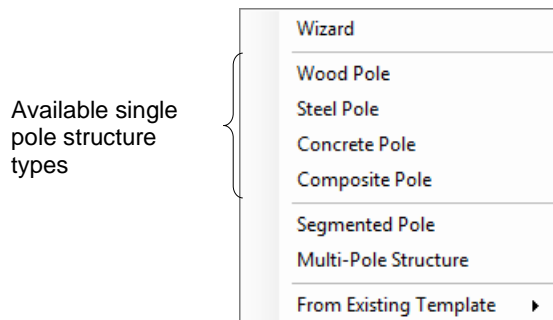 Wizard
Available single
pole structure
types
Wood Pole
Steel Pole
Concrete Pole
Composite Pole
Segmented Pole
Multi-Pole Structure
From Existing Template